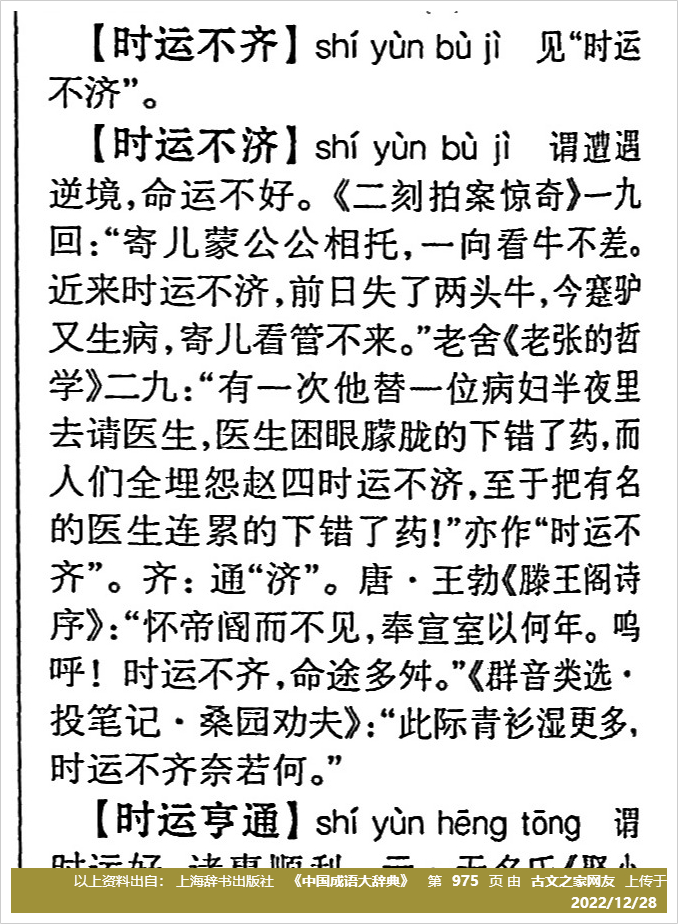 【时运不齐】shí yùn bù jì 见“时运
不济”。
【时运不济】shí yùn bù jì 谓遭遇
逆境,命运不好。《二刻拍案惊奇》一九
回:“寄儿蒙公公相托,一向看牛不差。
近来时运不济,前日失了两头牛,今蹇驴
又生病,寄儿看管不来。”老舍《老张的哲
学》二九:“有一次他替一位病妇半夜里
去请医生,医生困眼朦胧的下错了药,而
人们全埋怨赵四时运不济,至于把有名
的医生连累的下错了药!”亦作“时运不
齐”。齐:通“济”。唐·王勃《滕王阁诗
序》:“怀帝阍而不见,奉宣室以何年。呜
呼!时运不齐,命途多舛。”《群音类选·
投笔记·桑园劝夫》:“此际青衫湿更多,
时运不齐奈若何。”
【时运亨通】shí yùn hēng tōng 谓
时运好,诸事顺利。元·无名氏《
以上资料出自: 上海辞书出版社 《中国成语大辞典》 第 975 页 由 古文之家网友 上传于
2022/12/28